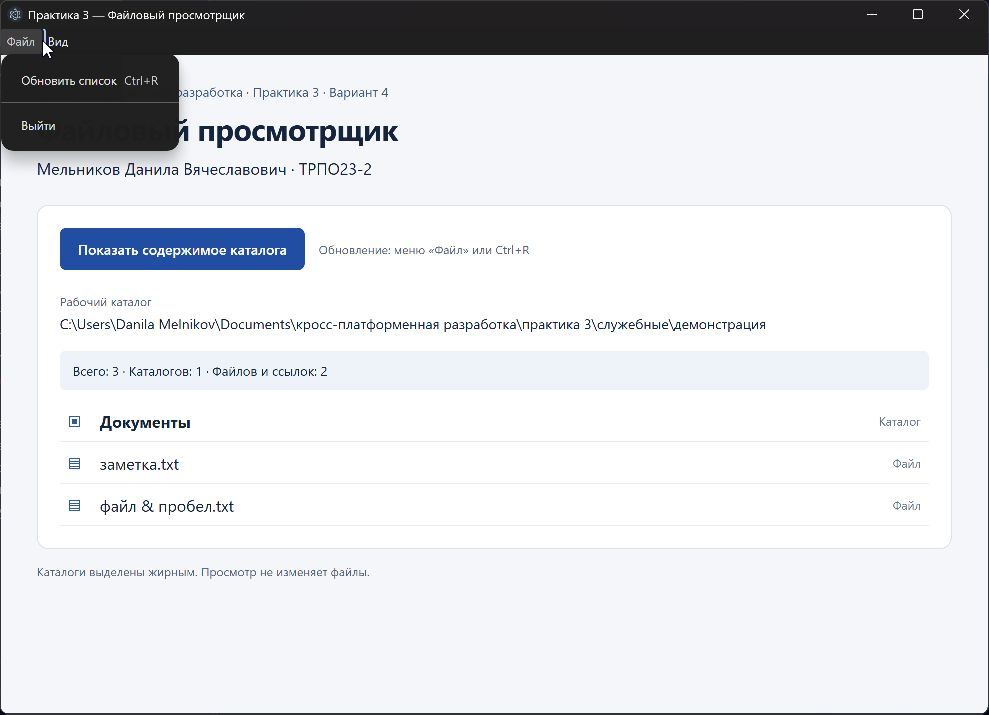 Практика 3 — Файловый просмотрщик
Файл Вид
Обновить список Ctrl+R
Выйти
разработка · Практика 3 · Вариант 4
Файловый просмотрщик
Мельников Данила Вячеславович · ТРПО23-2
Показать содержимое каталога
Обновление: меню «Файл» или Ctrl+R
Рабочий каталог
C:\Users\Danila Melnikov\Documents\кросс-платформенная разработка\практика 3\служебные\демонстрация
Всего: 3 · Каталогов: 1 · Файлов и ссылок: 2
Документы Каталог
заметка.txt Файл
файл & пробел.txt Файл
Каталоги выделены жирным. Просмотр не изменяет файлы.